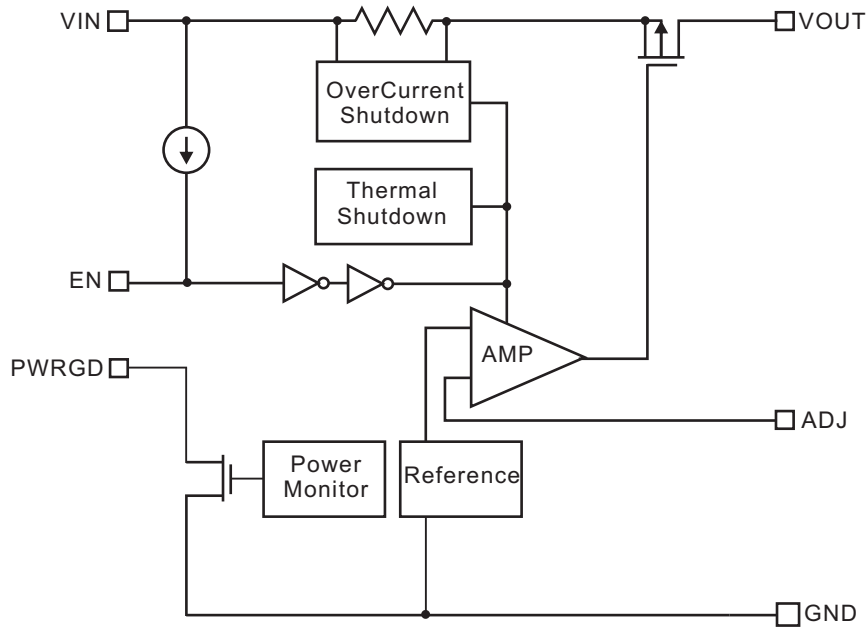 VIN
VOUT
OverCurrent
Shutdown
Thermal
Shutdown
EN
AMP
PWRGD
ADJ
Power
Monitor
Reference
GND